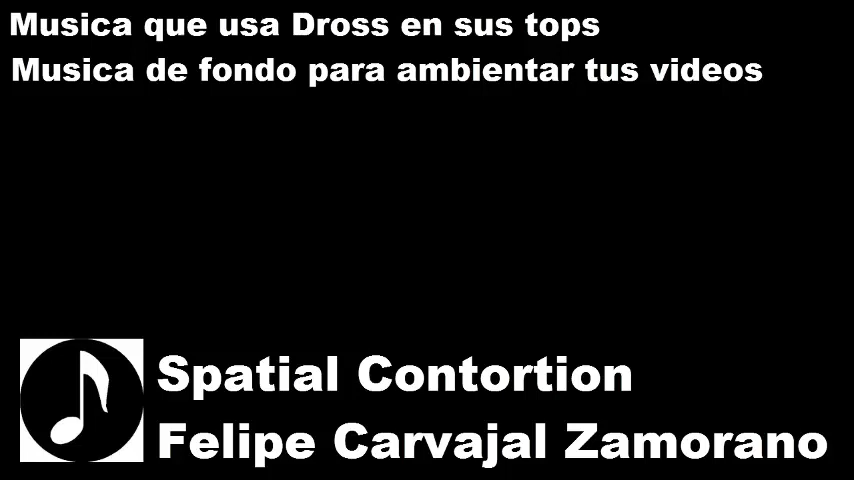 Musica que usa Dross en sus tops
Musica de fondo para ambientar tus videos
Spatial Contortion
Felipe Carvajal Zamorano